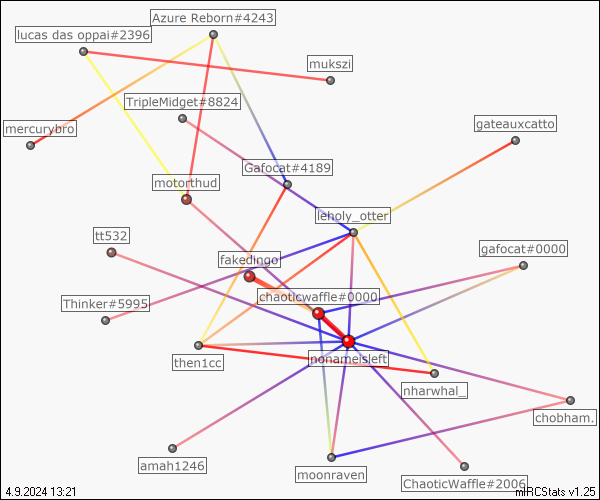 Azure Reborn#4243
lucas das oppai#2396
mukszi
TripleMidget#8824
gateauxcatto
mercurybro
Gafocat#4189
motorthud
leholy_otter
tt532
gafocat#0000
fakedingo
chaoticwaffle#0000
Thinker#5995
nonameisleft
then1cc
nharwhal_
chobham.
amah1246
moonraven
ChaoticWaffle#2006
4.9.2024 13:21
mIRCStats v1.25